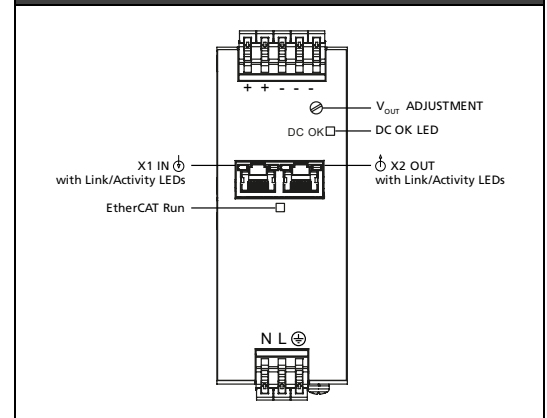 + + - - -
V_OUT ADJUSTMENT
DC OK
DC OK LED
X1 IN
with Link/Activity LEDs
X2 OUT
with Link/Activity LEDs
EtherCAT Run
N L